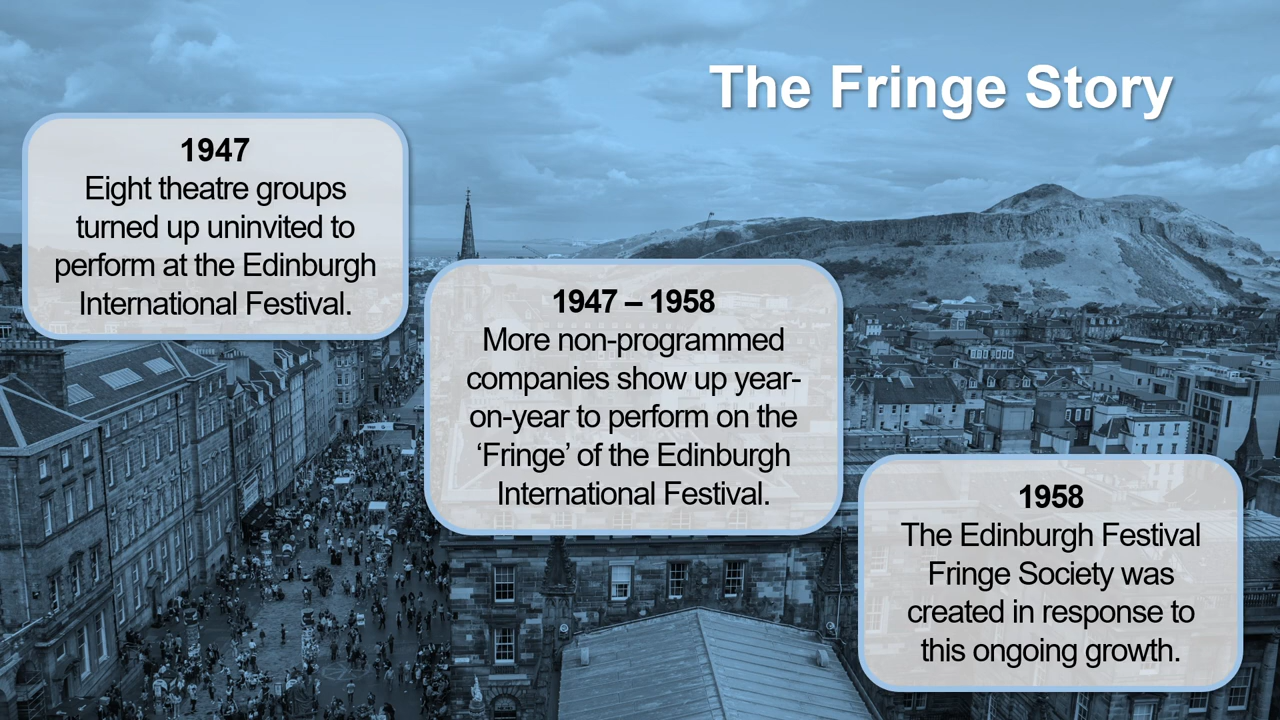 The Fringe Story
1947
Eight theatre groups
turned up uninvited to
perform at the Edinburgh
International Festival.
1947 – 1958
More non-programmed
companies show up year-
on-year to perform on the
‘Fringe’ of the Edinburgh
International Festival.
1958
The Edinburgh Festival
Fringe Society was
created in response to
this ongoing growth.